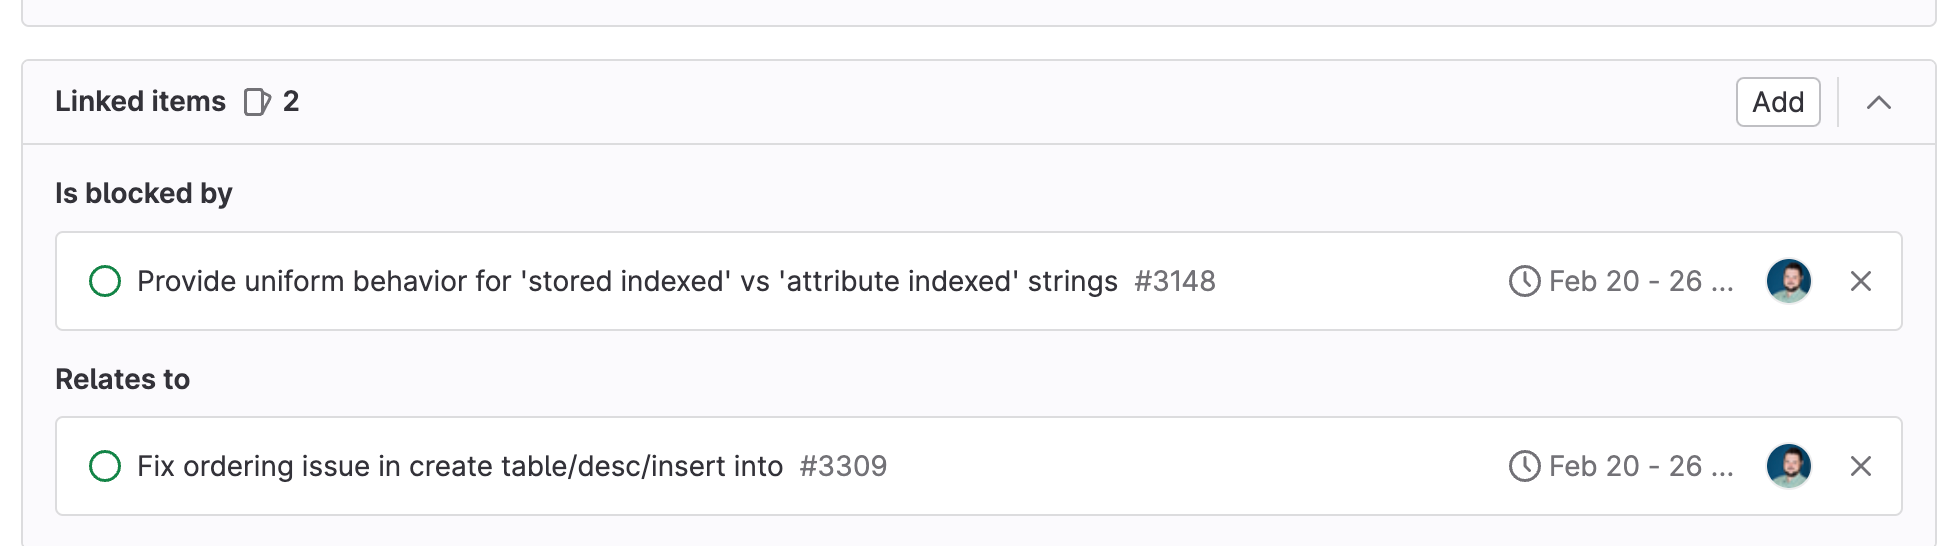 Linked items 2
Add
Is blocked by
Provide uniform behavior for 'stored indexed' vs 'attribute indexed' strings #3148 Feb 20 - 26 ...
Relates to
Fix ordering issue in create table/desc/insert into #3309 Feb 20 - 26 ...